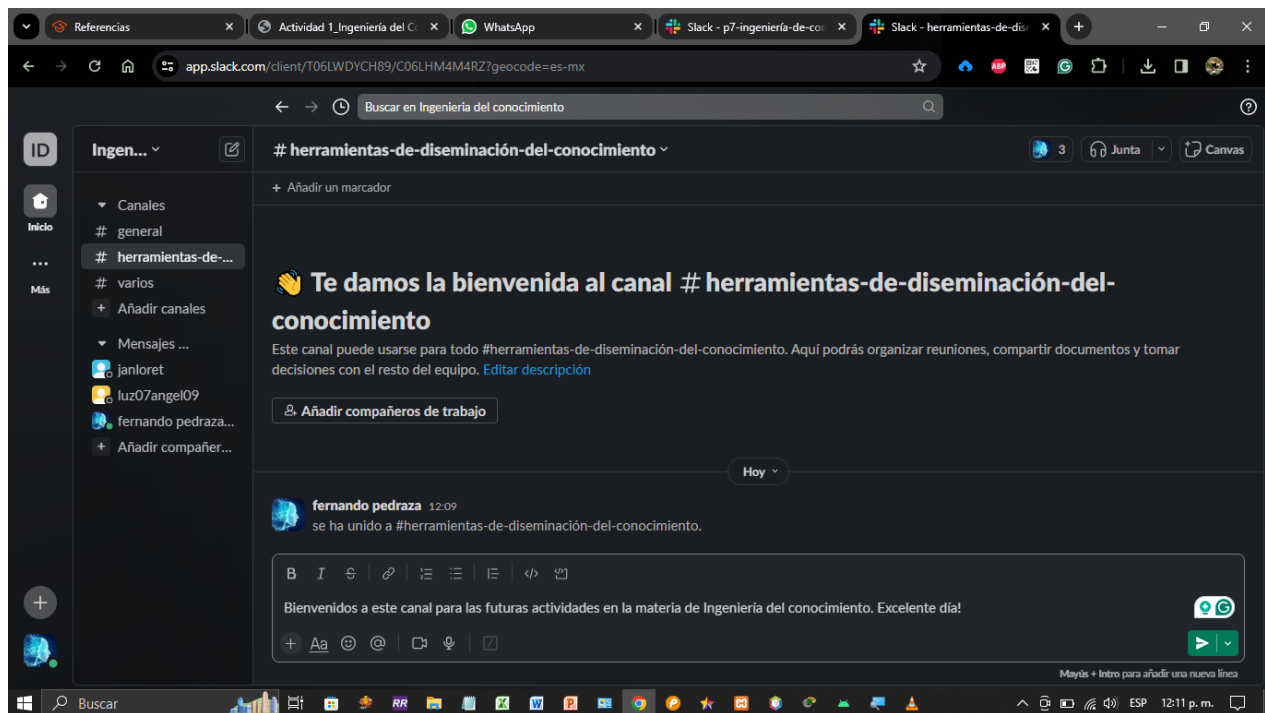 Referencias
Actividad 1_Ingeniería del Co
WhatsApp
Slack - p7-ingeniería-de-con
Slack - herramientas-de-dise
app.slack.com/client/T06LWDYCH89/C06LHM4M4RZ?geocode=es-mx
ABP
Buscar en Ingenieria del conocimiento
ID
Ingen...
# herramientas-de-diseminación-del-conocimiento
3
Junta
Canvas
+ Añadir un marcador
Inicio
Más
Canales
# general
# herramientas-de-...
# varios
+ Añadir canales
Mensajes ...
janloret
luz07angel09
fernando pedraza...
+ Añadir compañer...
👋 Te damos la bienvenida al canal # herramientas-de-diseminación-del-
conocimiento
Este canal puede usarse para todo #herramientas-de-diseminación-del-conocimiento. Aquí podrás organizar reuniones, compartir documentos y tomar
decisiones con el resto del equipo. Editar descripción
Añadir compañeros de trabajo
Hoy
fernando pedraza 12:09
se ha unido a #herramientas-de-diseminación-del-conocimiento.
B I S
Bienvenidos a este canal para las futuras actividades en la materia de Ingeniería del conocimiento. Excelente día!
+ Aa
Mayús + Intro para añadir una nueva línea
Buscar
RR
ESP
12:11 p. m.